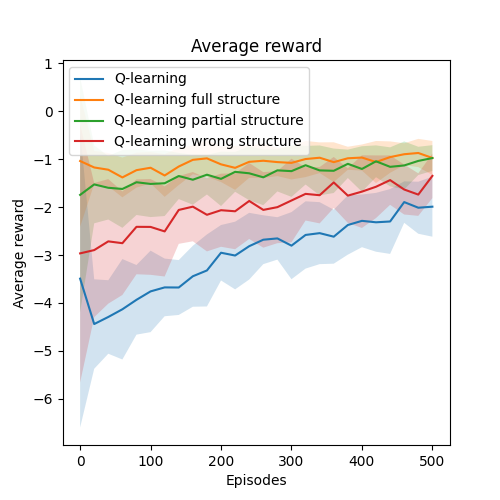 Average reward
Q-learning
Q-learning full structure
Q-learning partial structure
Q-learning wrong structure
1
0
−1
−2
−3
−4
−5
−6
Average reward
0 100 200 300 400 500
Episodes